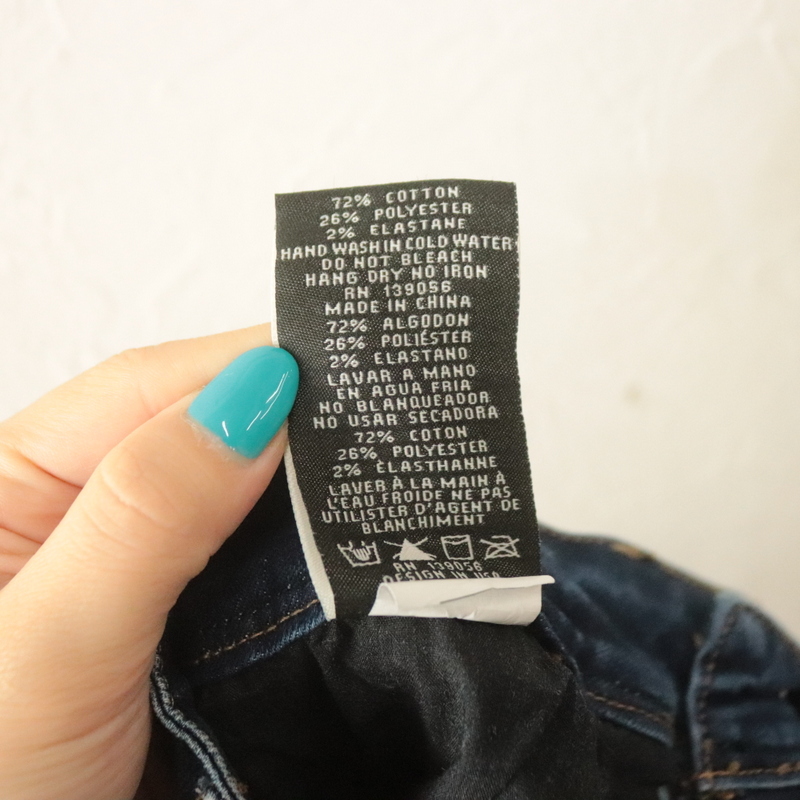 72% COTTON
26% POLYESTER
2% ELASTANE
HAND WASH IN COLD WATER
DO NOT BLEACH
HANG DRY NO IRON
RN 139056
MADE IN CHINA
72% ALGODON
26% POLIÉSTER
2% ELASTANO
LAVAR A MANO
EN AGUA FRIA
NO BLANQUEADOR
NO USAR SECADORA
72% COTON
26% POLYESTER
2% ÉLASTHANNE
LAVER À LA MAIN À
L'EAU FROIDE NE PAS
UTILISTER D'AGENT DE
BLANCHIMENT
RN 139056
DESIGN IN USA